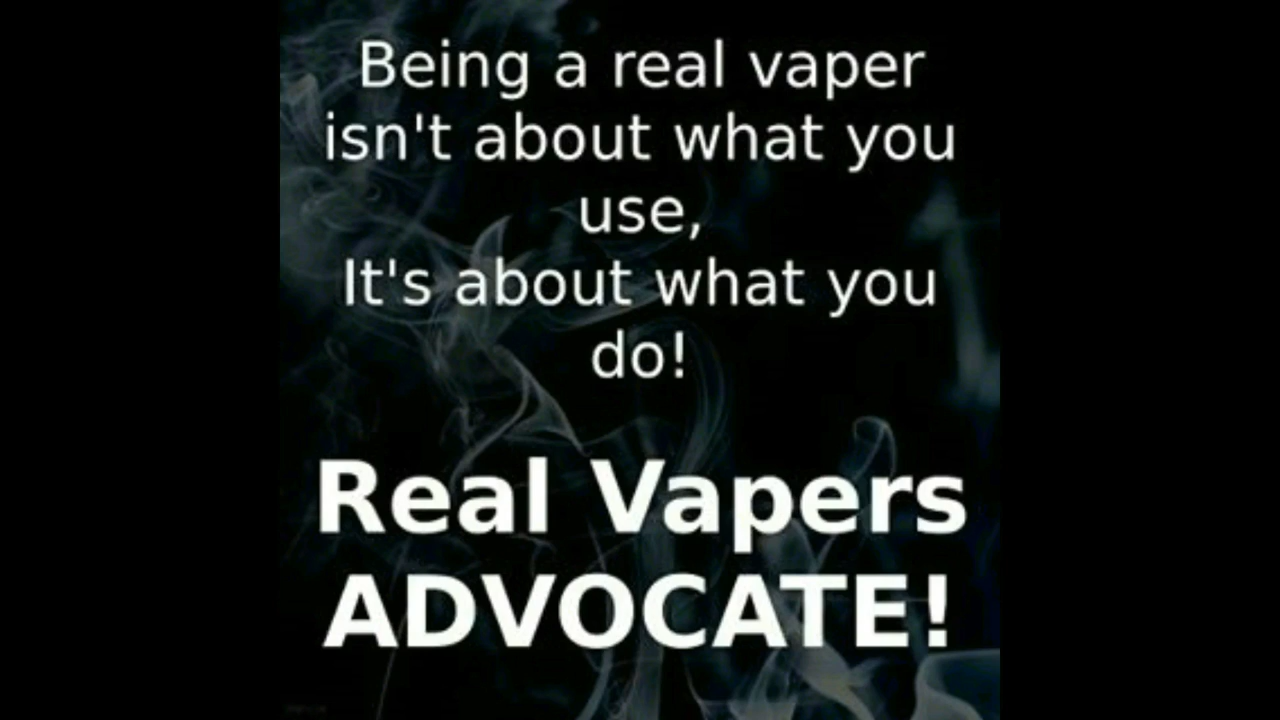 Being a real vaper
isn't about what you
use,
It's about what you
do!
Real Vapers
ADVOCATE!